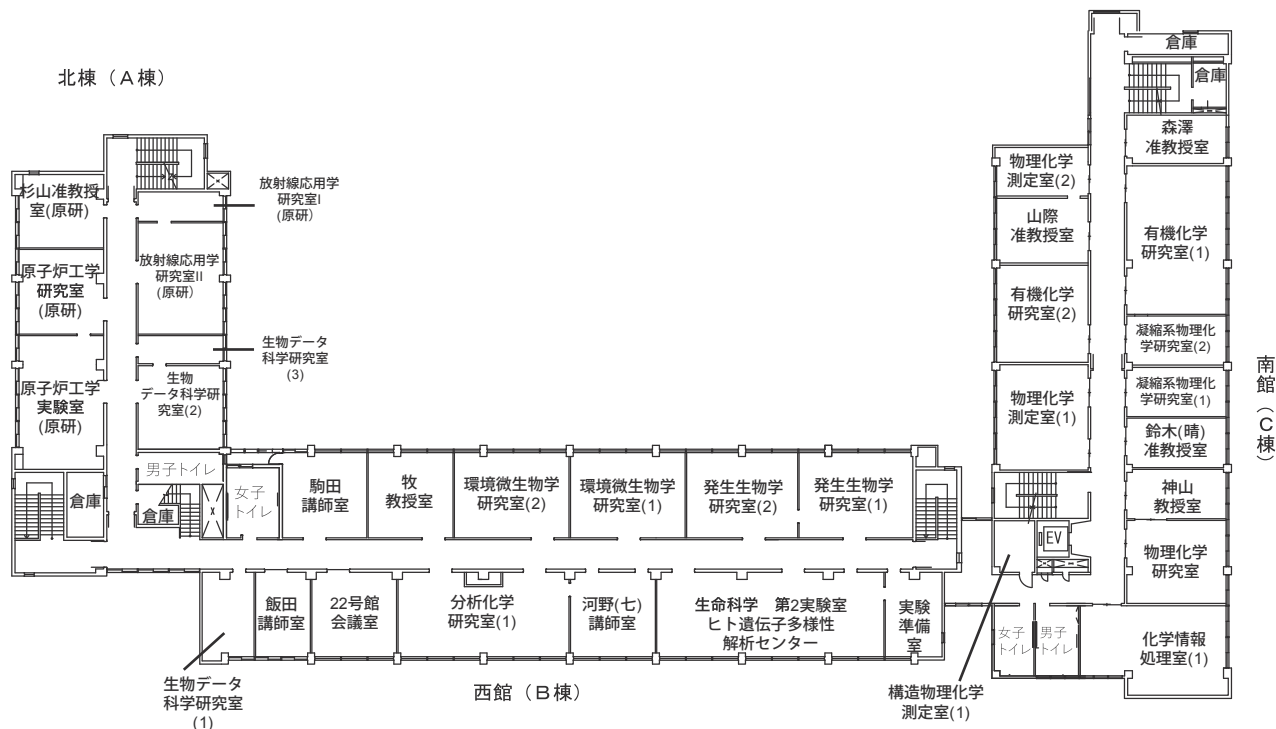 北棟（Ａ棟）
杉山准教授
室(原研)
原子炉工学
研究室
(原研)
原子炉工学
実験室
(原研)
倉庫
放射線応用学
研究室I
(原研)
放射線応用学
研究室II
(原研)
生物データ
科学研究室
(3)
生物
データ科学研
究室(2)
男子トイレ
倉庫
女子
トイレ
駒田
講師室
牧
教授室
環境微生物学
研究室(2)
環境微生物学
研究室(1)
発生生物学
研究室(2)
発生生物学
研究室(1)
飯田
講師室
22号館
会議室
分析化学
研究室(1)
河野(七)
講師室
生命科学　第2実験室
ヒト遺伝子多様性
解析センター
実験
準備
室
生物データ
科学研究室
(1)
西館（Ｂ棟）
倉庫
倉庫
森澤
准教授室
物理化学
測定室(2)
山際
准教授室
有機化学
研究室(1)
有機化学
研究室(2)
凝縮系物理化
学研究室(2)
物理化学
測定室(1)
凝縮系物理化
学研究室(1)
鈴木(晴)
准教授室
神山
教授室
EV
物理化学
研究室
女子
トイレ
男子
トイレ
化学情報
処理室(1)
構造物理化学
測定室(1)
南館（Ｃ棟）